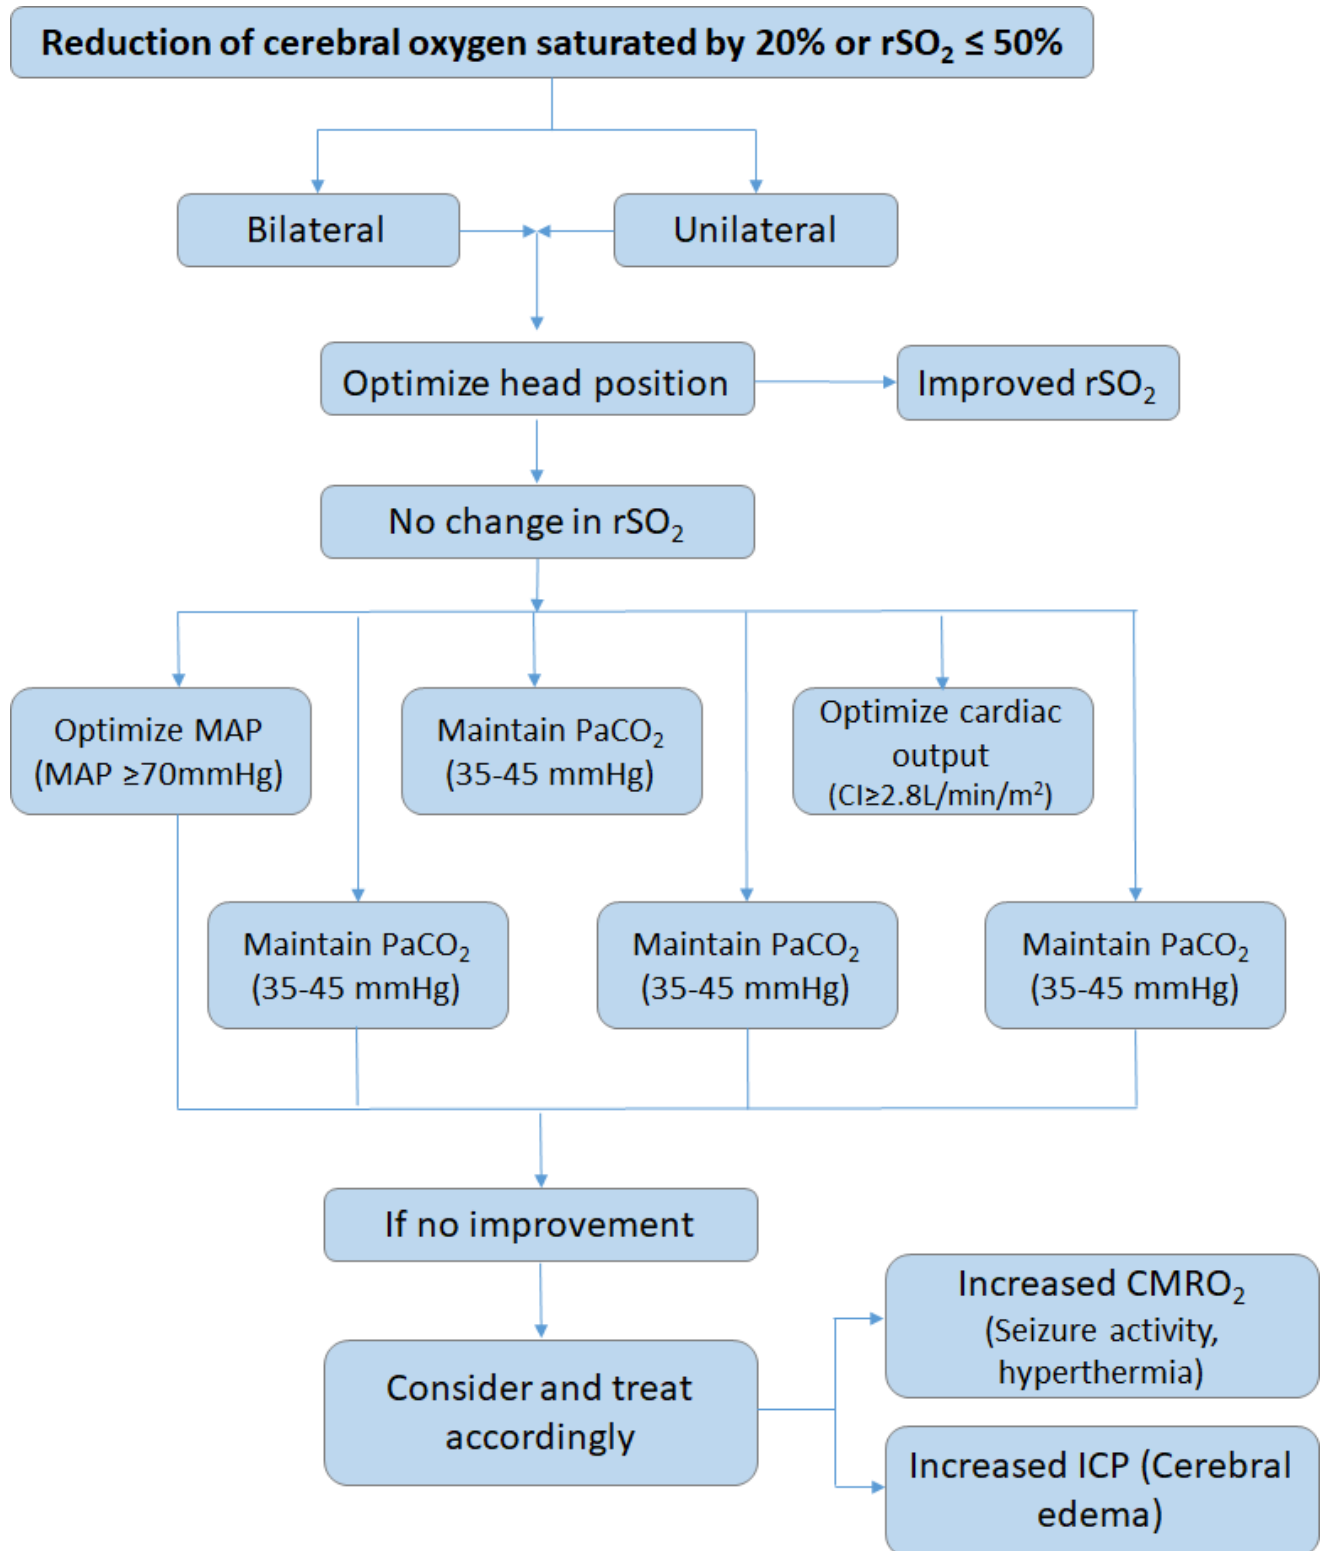 Reduction of cerebral oxygen saturated by 20% or rSO₂ ≤ 50%
Bilateral
Unilateral
Optimize head position
Improved rSO₂
No change in rSO₂
Optimize MAP
(MAP ≥70mmHg)
Maintain PaCO₂
(35-45 mmHg)
Optimize cardiac
output
(CI≥2.8L/min/m²)
Maintain PaCO₂
(35-45 mmHg)
Maintain PaCO₂
(35-45 mmHg)
Maintain PaCO₂
(35-45 mmHg)
If no improvement
Consider and treat
accordingly
Increased CMRO₂
(Seizure activity,
hyperthermia)
Increased ICP (Cerebral
edema)